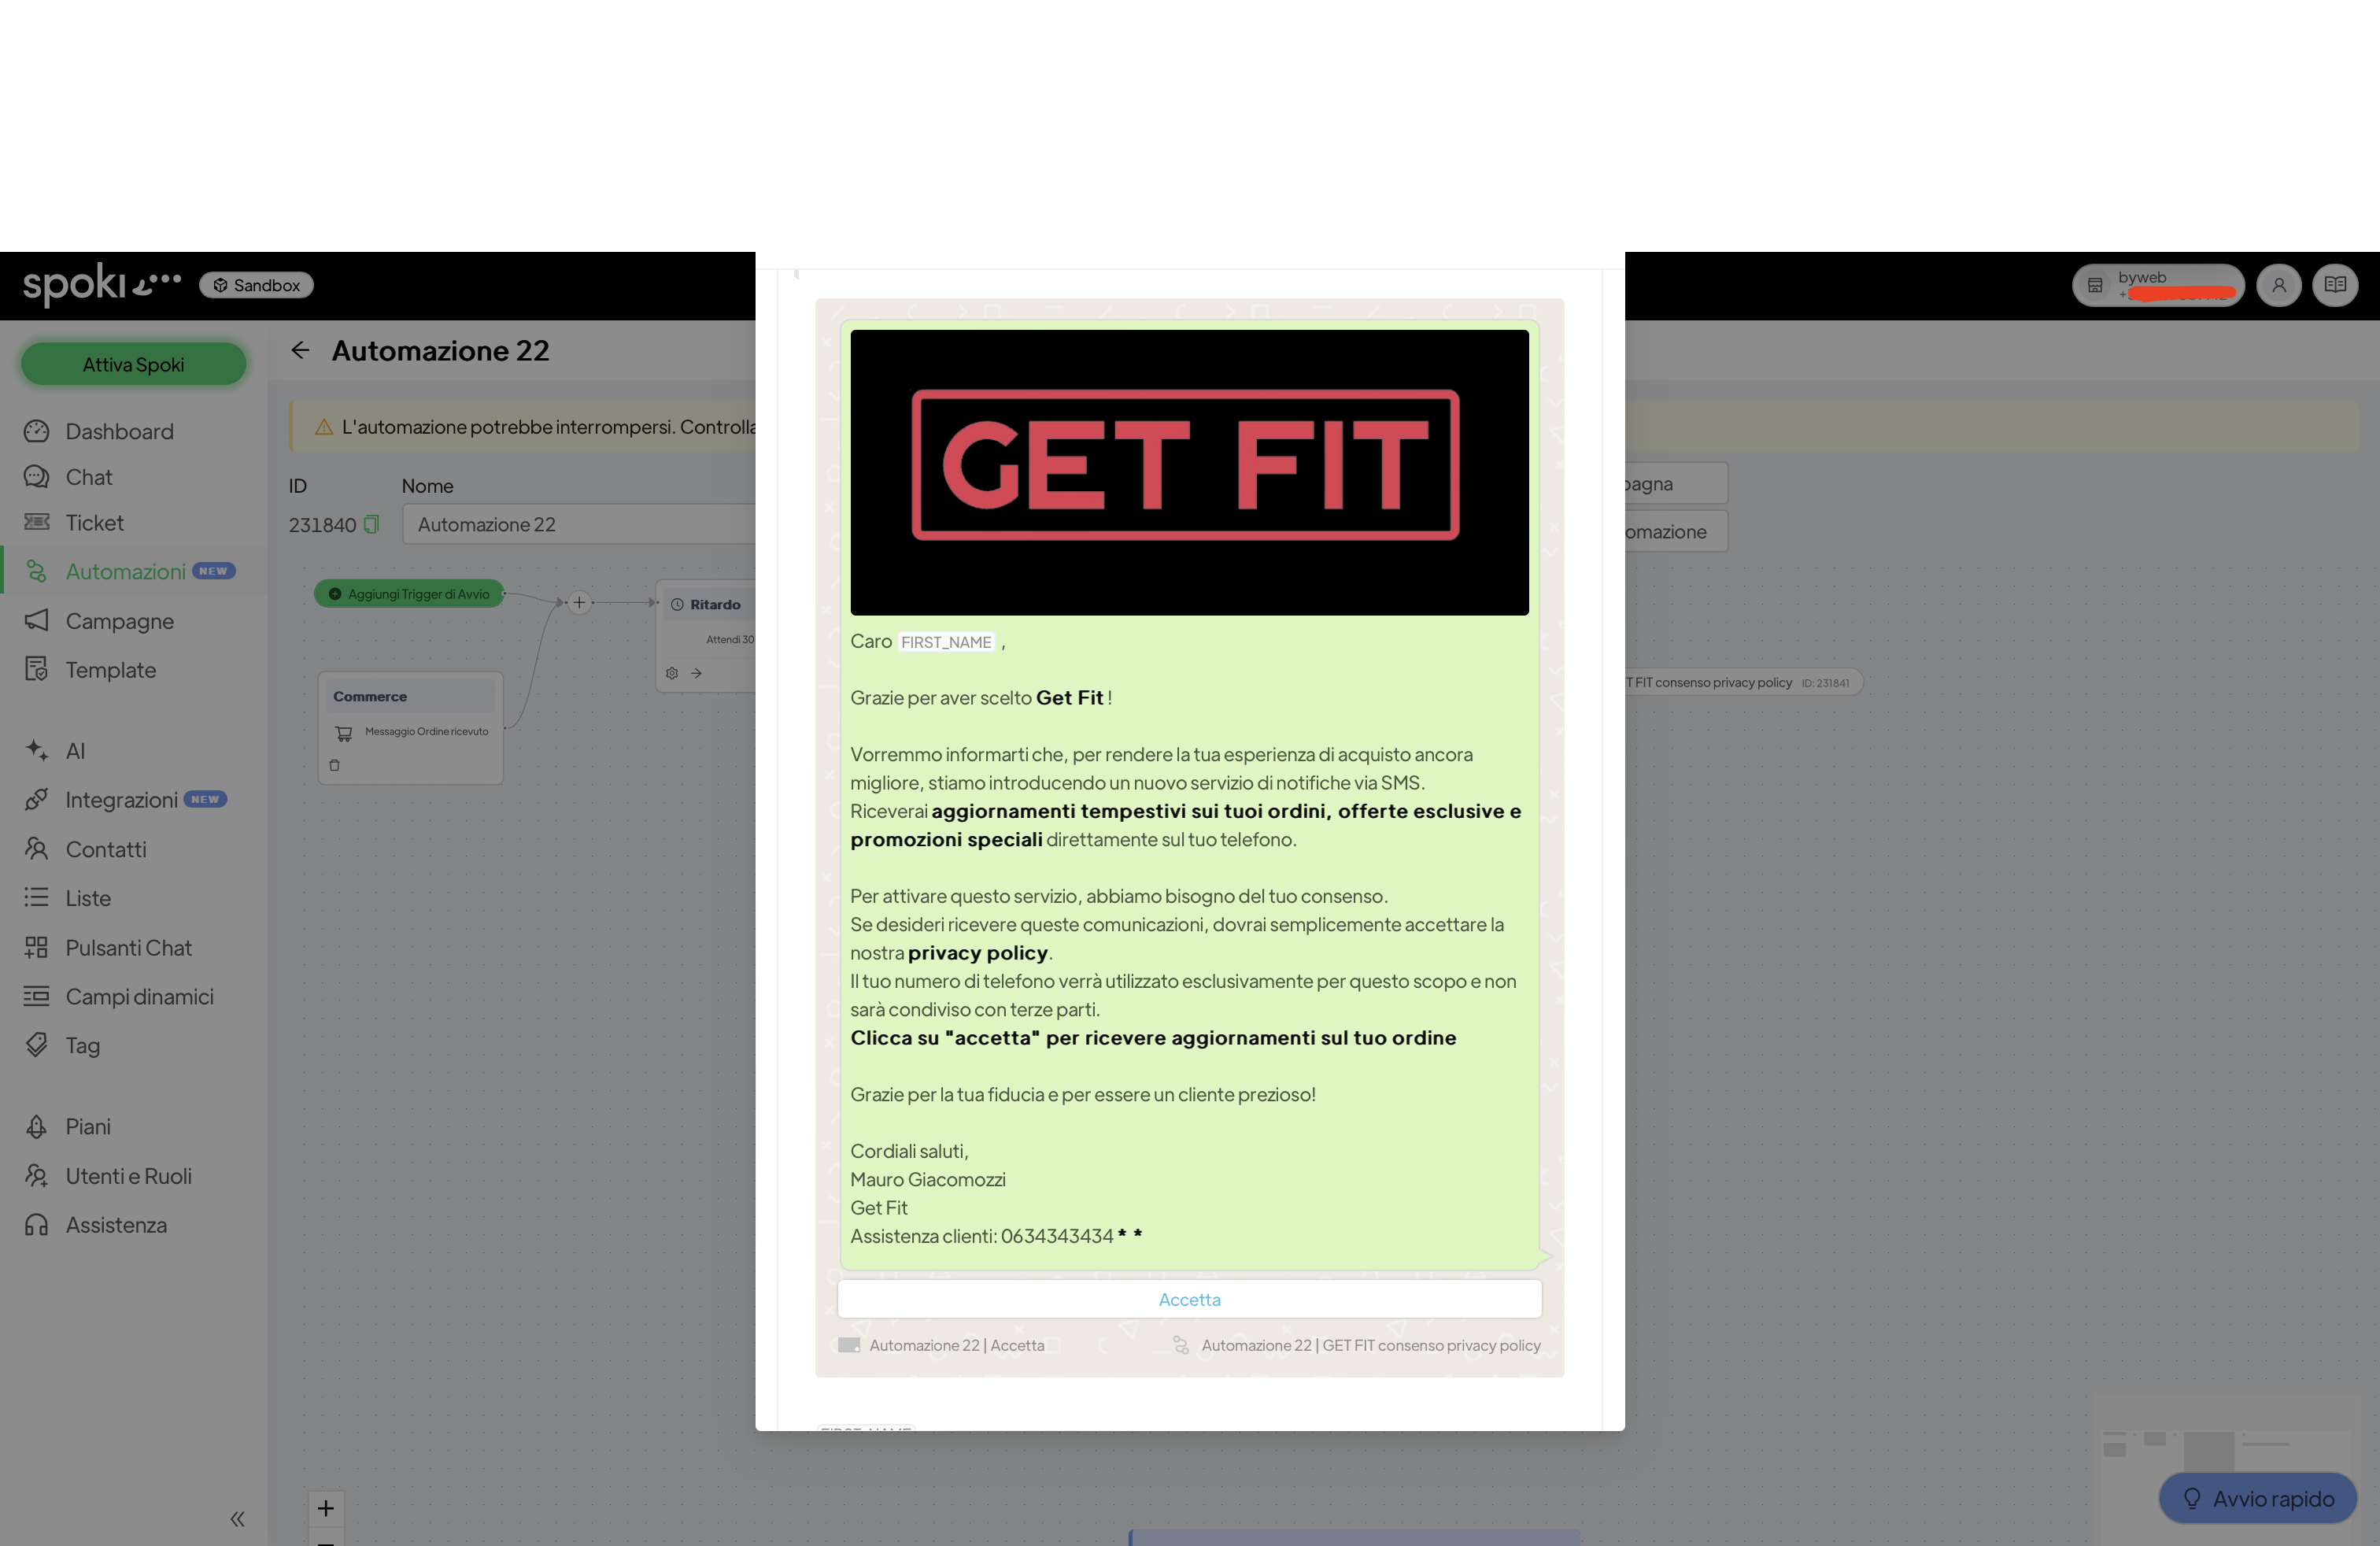 spoki
Sandbox
byweb
Attiva Spoki
Automazione 22
Dashboard
Chat
Ticket
Automazioni NEW
Campagne
Template
AI
Integrazioni NEW
Contatti
Liste
Pulsanti Chat
Campi dinamici
Tag
Piani
Utenti e Ruoli
Assistenza
L'automazione potrebbe interrompersi. Controlla
ID
Nome
231840
Automazione 22
Aggiungi Trigger di Avvio
Ritardo
Attendi 30
Commerce
Messaggio Ordine ricevuto
GET FIT
Caro FIRST_NAME ,
Grazie per aver scelto Get Fit !
Vorremmo informarti che, per rendere la tua esperienza di acquisto ancora
migliore, stiamo introducendo un nuovo servizio di notifiche via SMS.
Riceverai aggiornamenti tempestivi sui tuoi ordini, offerte esclusive e
promozioni speciali direttamente sul tuo telefono.
Per attivare questo servizio, abbiamo bisogno del tuo consenso.
Se desideri ricevere queste comunicazioni, dovrai semplicemente accettare la
nostra privacy policy.
Il tuo numero di telefono verrà utilizzato esclusivamente per questo scopo e non
sarà condiviso con terze parti.
Clicca su "accetta" per ricevere aggiornamenti sul tuo ordine
Grazie per la tua fiducia e per essere un cliente prezioso!
Cordiali saluti,
Mauro Giacomozzi
Get Fit
Assistenza clienti: 0634343434 * *
Accetta
Automazione 22 | Accetta
Automazione 22 | GET FIT consenso privacy policy
FIRST_NAME
pagna
omazione
T FIT consenso privacy policy ID: 231841
Avvio rapido